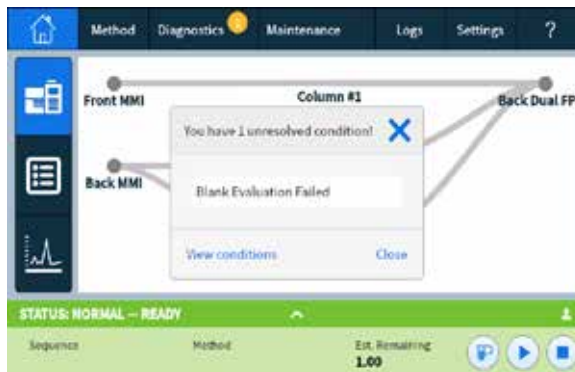 Method Diagnostics Maintenance Logs Settings ?
Front MMI
Column #1
Back Dual FP
You have 1 unresolved condition!
Back MMI
Blank Evaluation Failed
View conditions Close
STATUS: NORMAL — READY
Sequence Method Est. Remaining
1.00